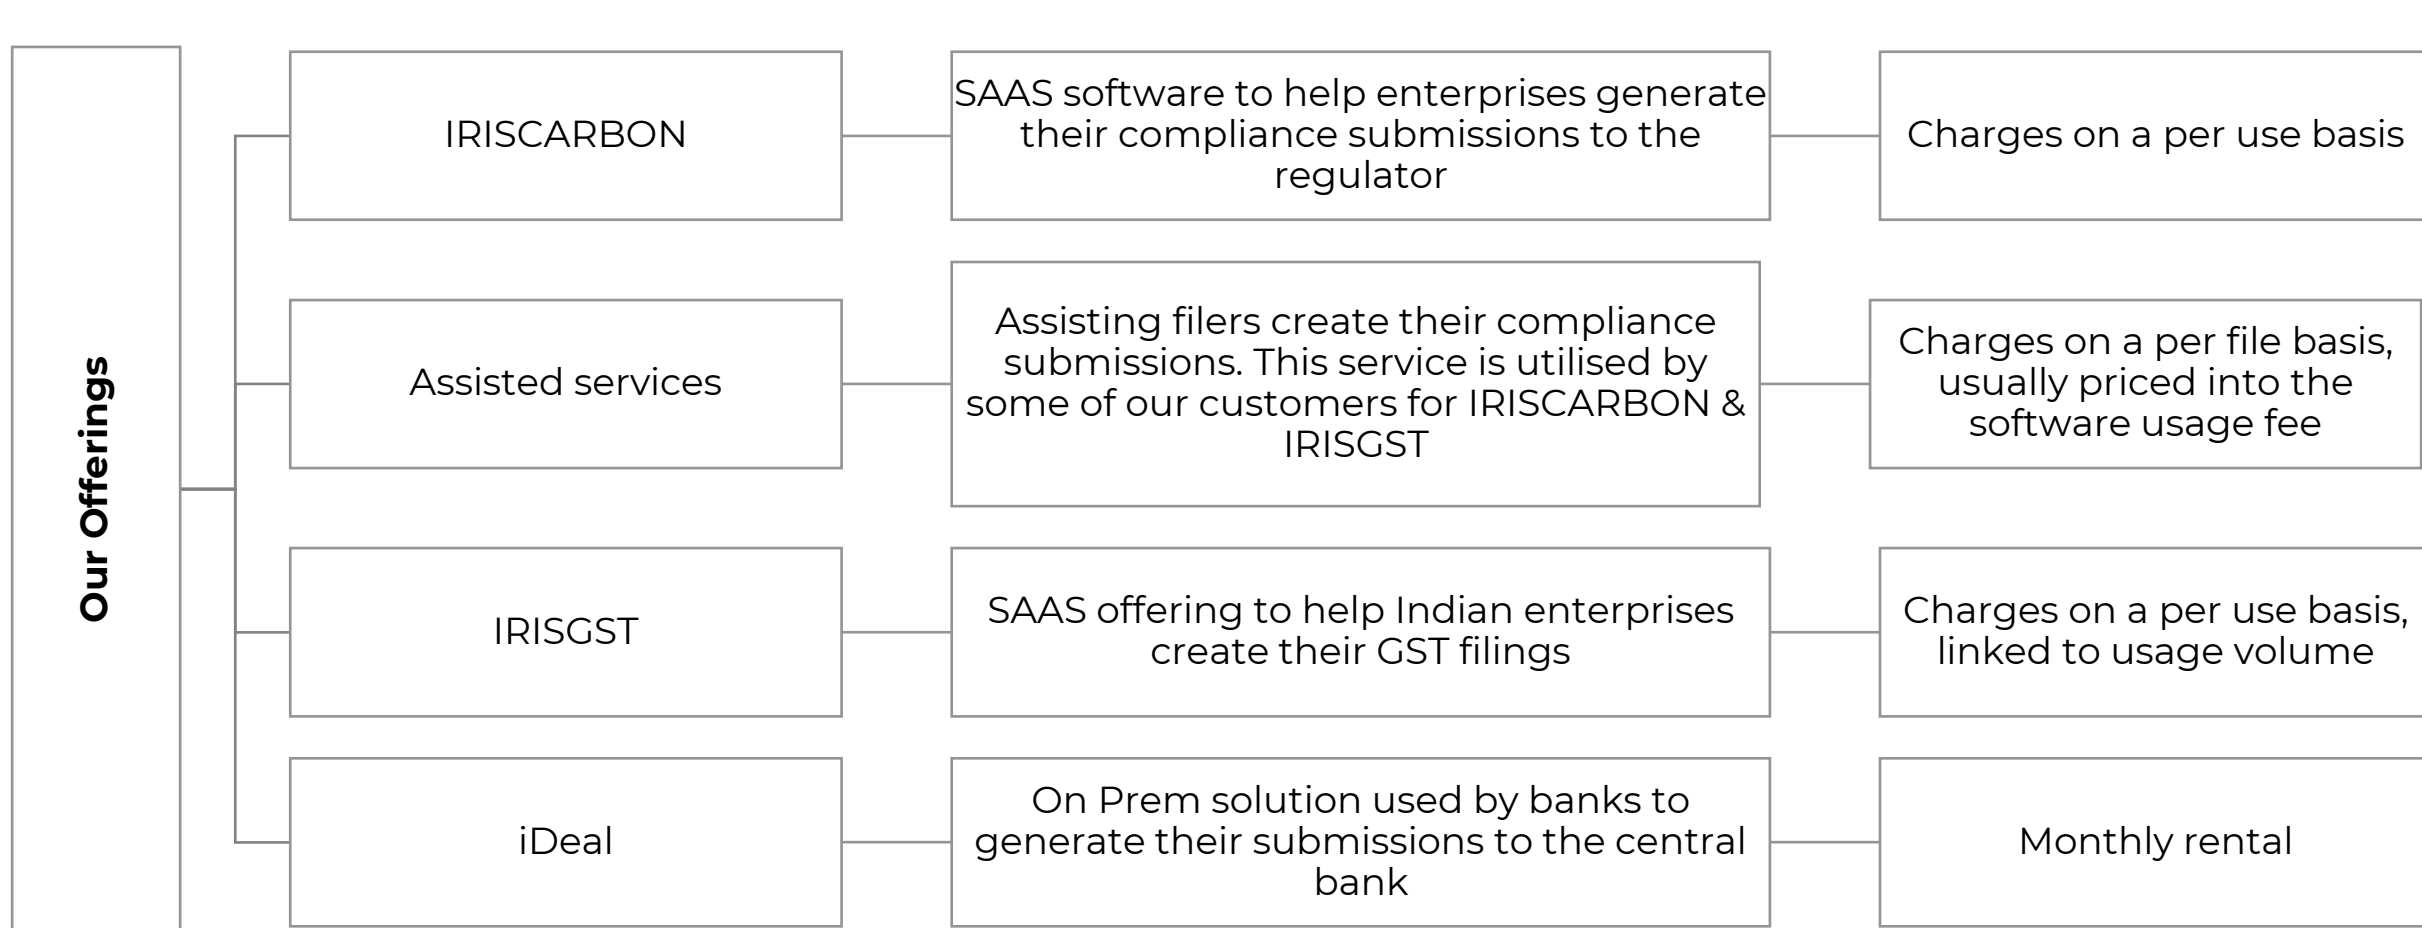 Our Offerings
IRISCARBON
SAAS software to help enterprises generate
their compliance submissions to the
regulator
Charges on a per use basis
Assisted services
Assisting filers create their compliance
submissions. This service is utilised by
some of our customers for IRISCARBON &
IRISGST
Charges on a per file basis,
usually priced into the
software usage fee
IRISGST
SAAS offering to help Indian enterprises
create their GST filings
Charges on a per use basis,
linked to usage volume
iDeal
On Prem solution used by banks to
generate their submissions to the central
bank
Monthly rental